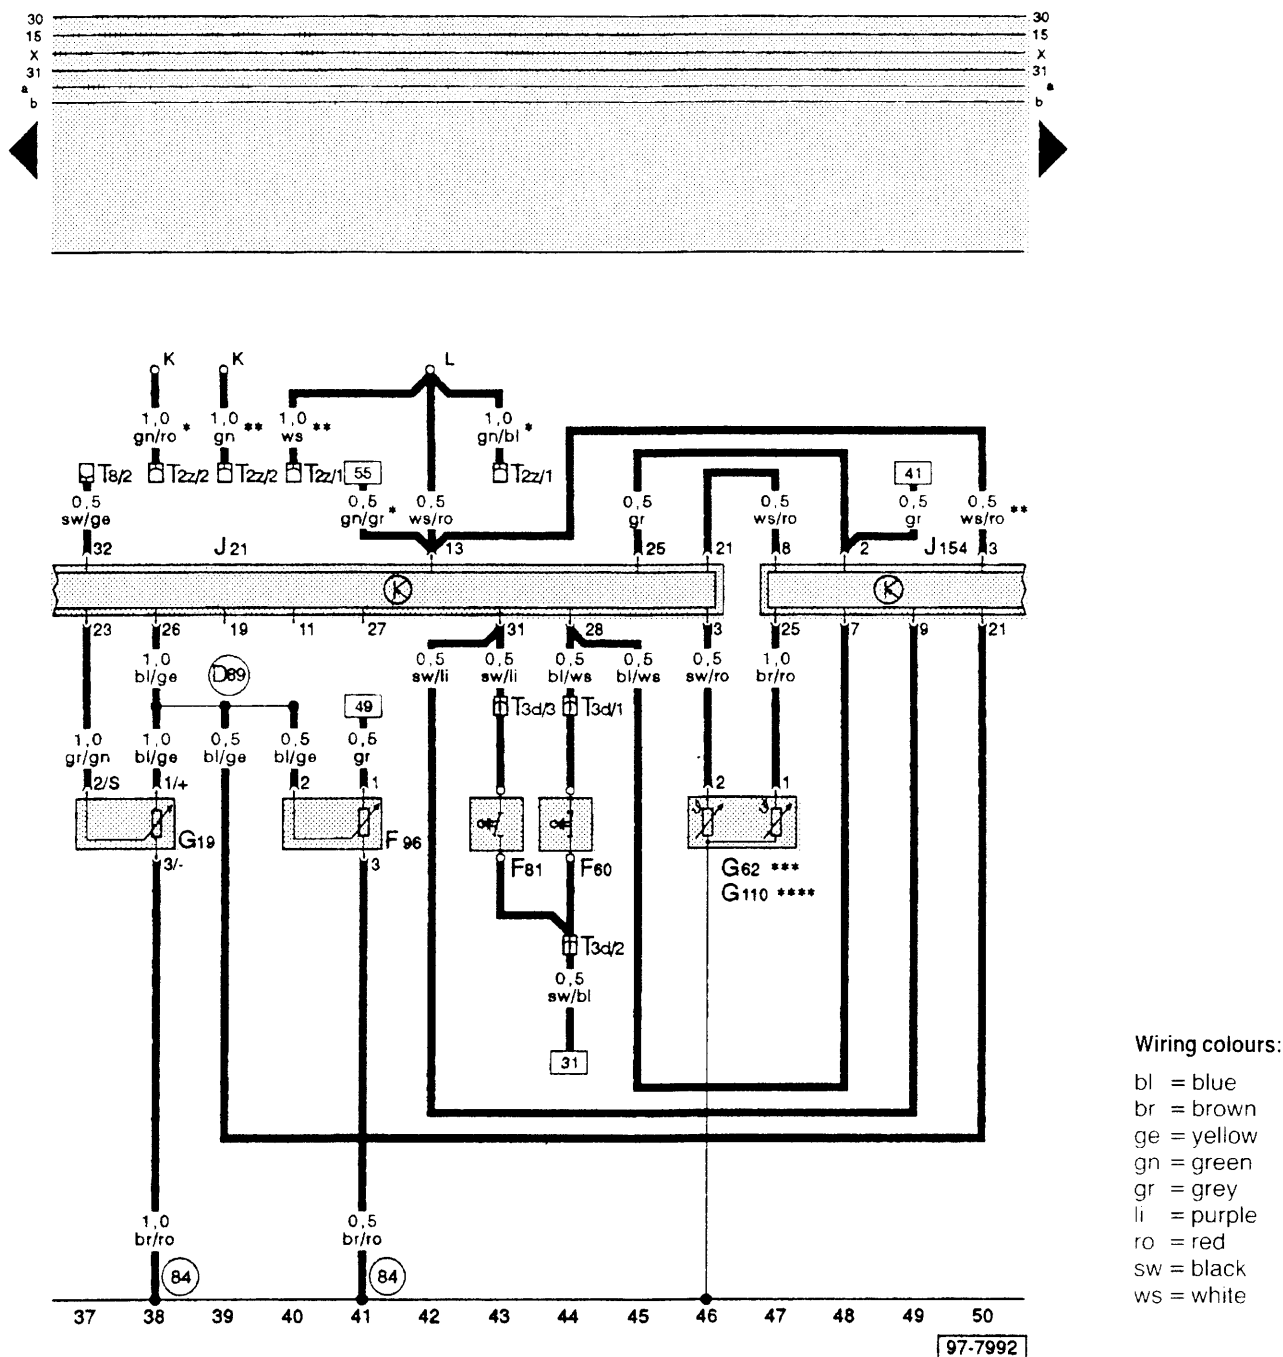 30 30
15 15
X X
31 31
a a
b b
K K L
1,0 1,0 1,0 1,0
gn/ro * gn ** ws ** gn/bl *
T8/2 T2z/2 T2z/2 T2z/1 55 T2z/1 41
0,5 0,5 0,5 0,5 0,5 0,5 0,5
sw/ge gn/gr * ws/ro gr ws/ro gr ws/ro **
32 J21 13 25 21 8 2 J154 3
23 26 19 11 27 31 28 3 25 7 9 21
1,0 0,5 0,5 0,5 0,5 0,5 1,0
bl/ge sw/li sw/li bl/ws bl/ws sw/ro br/ro
D89
49 T3d/3 T3d/1
1,0 1,0 0,5 0,5 0,5
gr/gn bl/ge bl/ge bl/ge gr
2/S 1/+ 2 1 2 1
G19 F96
3/- 3 F81 F60 G62 ***
G110 ****
T3d/2
0,5
sw/bl
31
Wiring colours:
bl = blue
br = brown
ge = yellow
gn = green
gr = grey
li = purple
ro = red
sw = black
ws = white
1,0 0,5
br/ro br/ro
84 84
37 38 39 40 41 42 43 44 45 46 47 48 49 50
97-7992